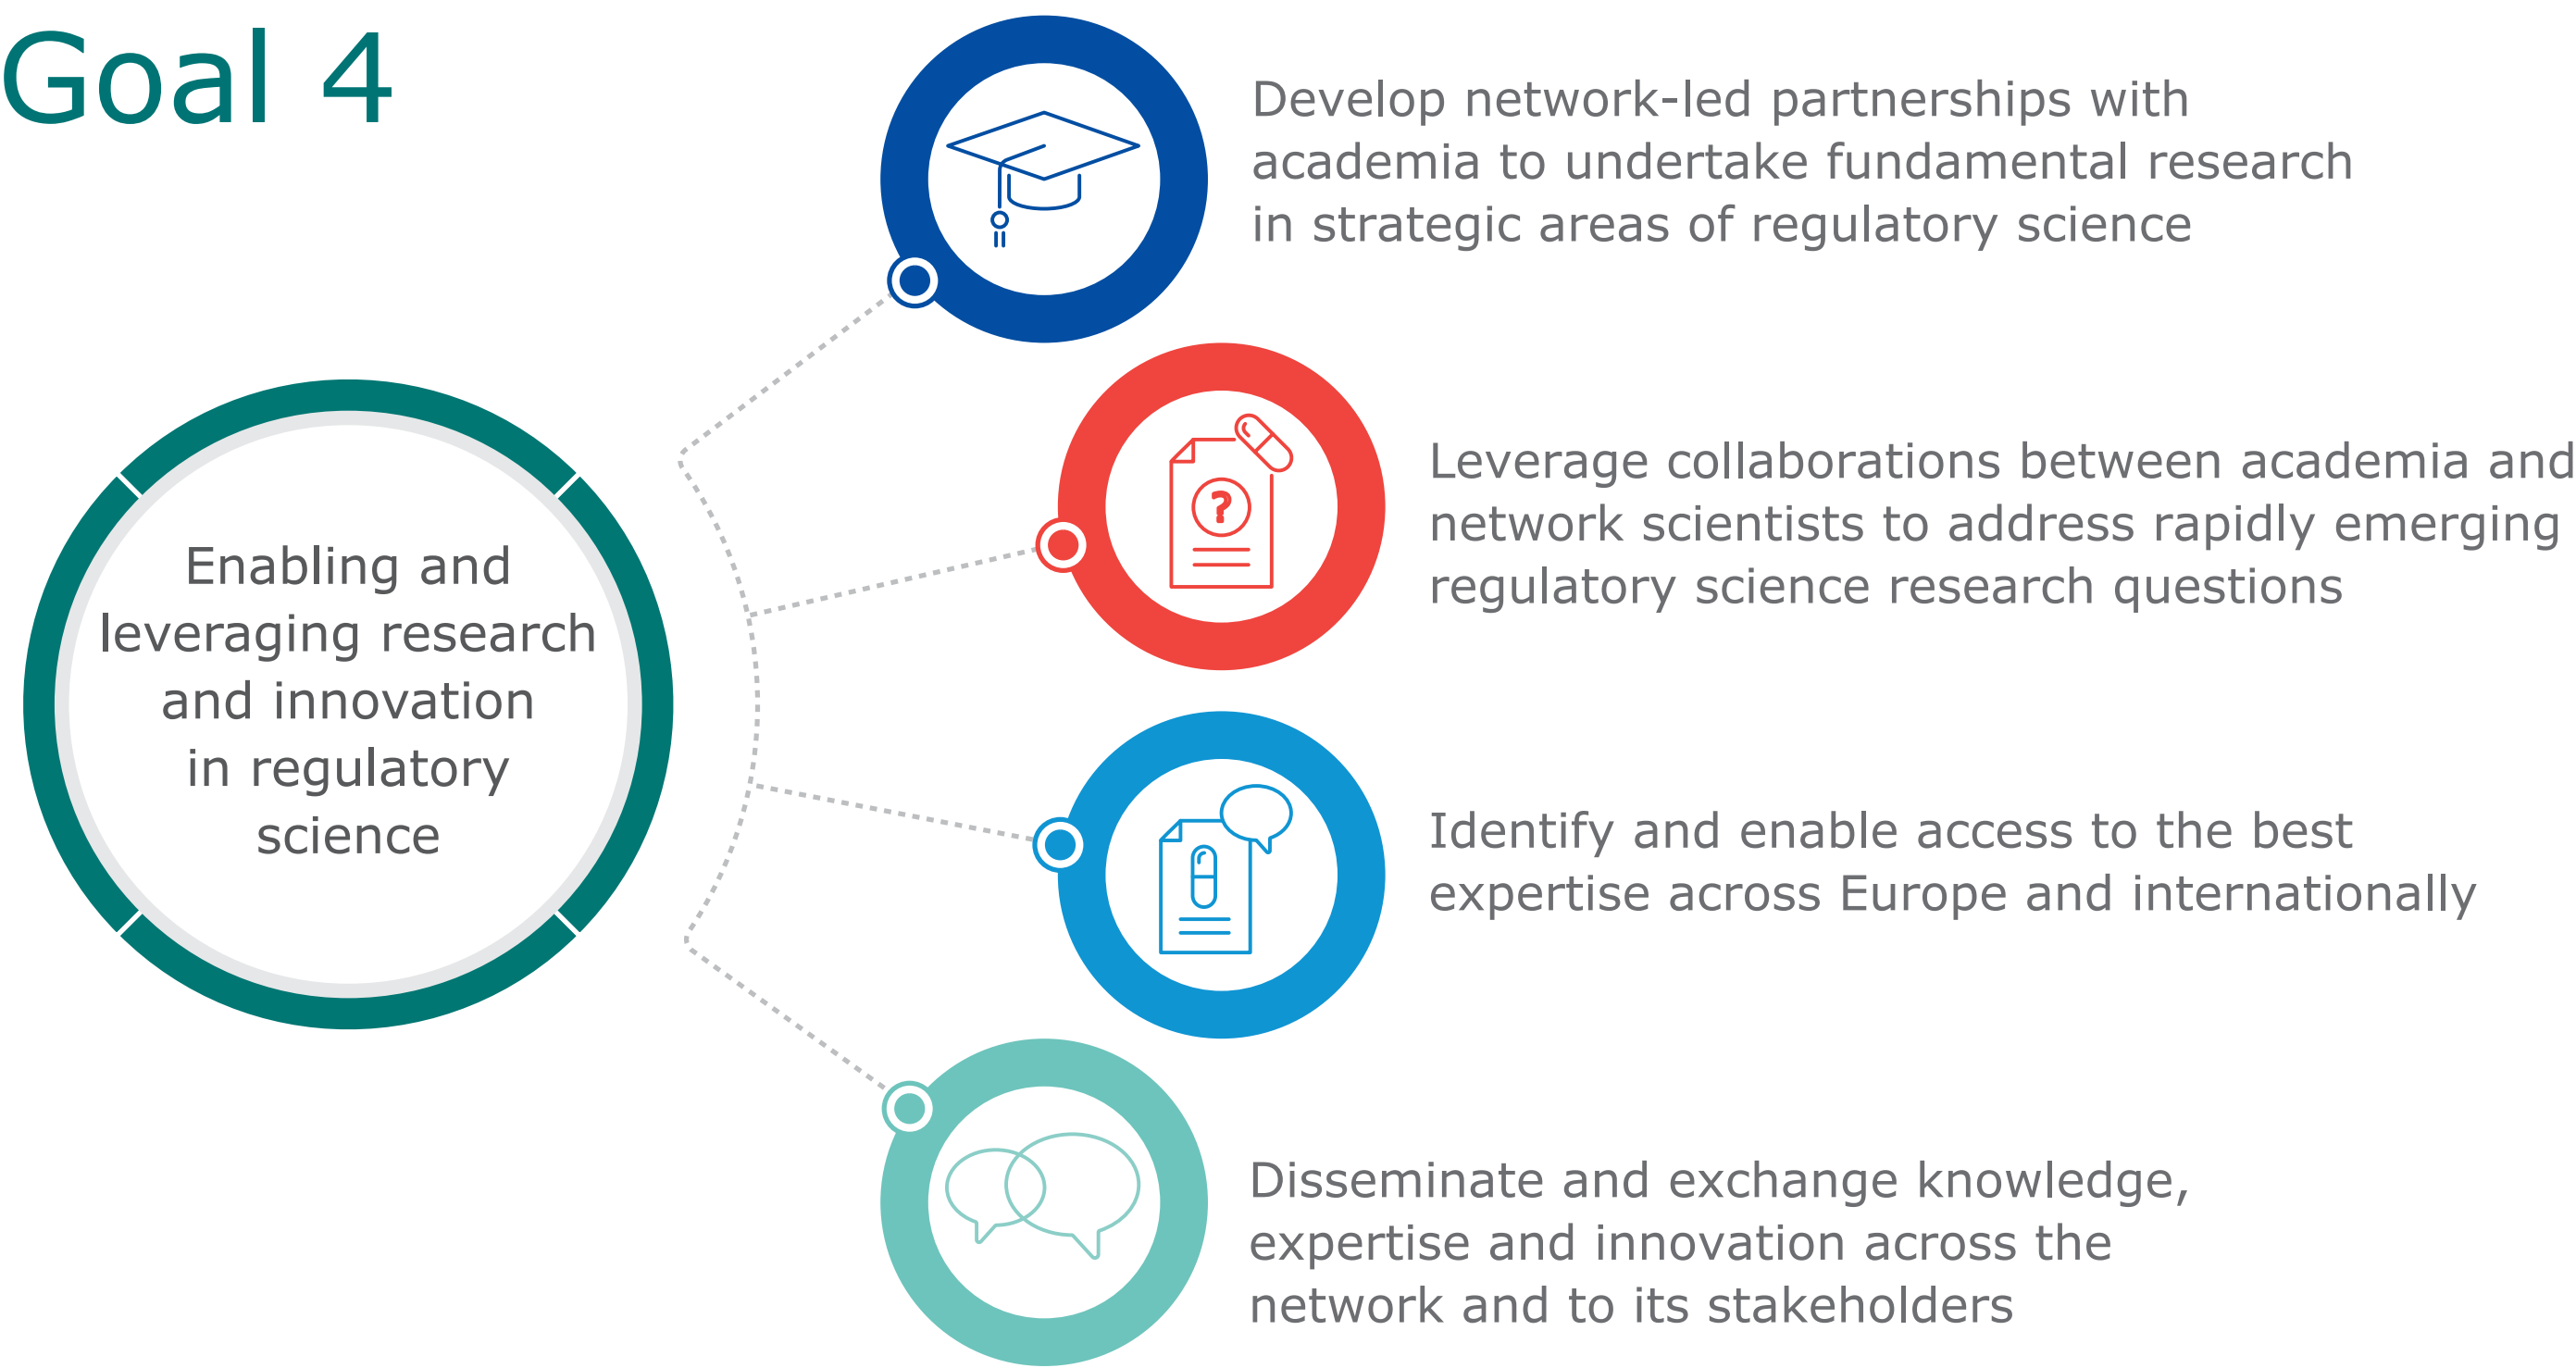 Goal 4
Enabling and
leveraging research
and innovation
in regulatory
science
Develop network-led partnerships with
academia to undertake fundamental research
in strategic areas of regulatory science
?
Leverage collaborations between academia and
network scientists to address rapidly emerging
regulatory science research questions
Identify and enable access to the best
expertise across Europe and internationally
Disseminate and exchange knowledge,
expertise and innovation across the
network and to its stakeholders